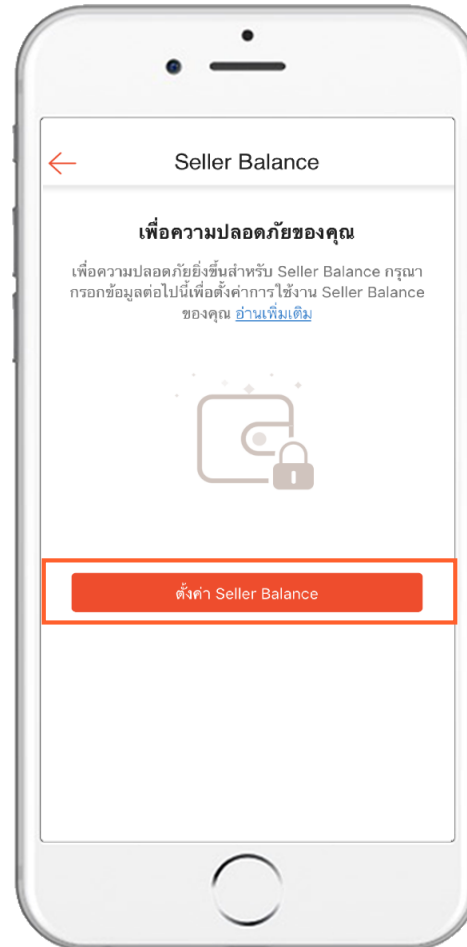 Seller Balance
เพื่อความปลอดภัยของคุณ
เพื่อความปลอดภัยยิ่งขึ้นสำหรับ Seller Balance กรุณา
กรอกข้อมูลต่อไปนี้เพื่อตั้งค่าการใช้งาน Seller Balance
ของคุณ อ่านเพิ่มเติม
ตั้งค่า Seller Balance